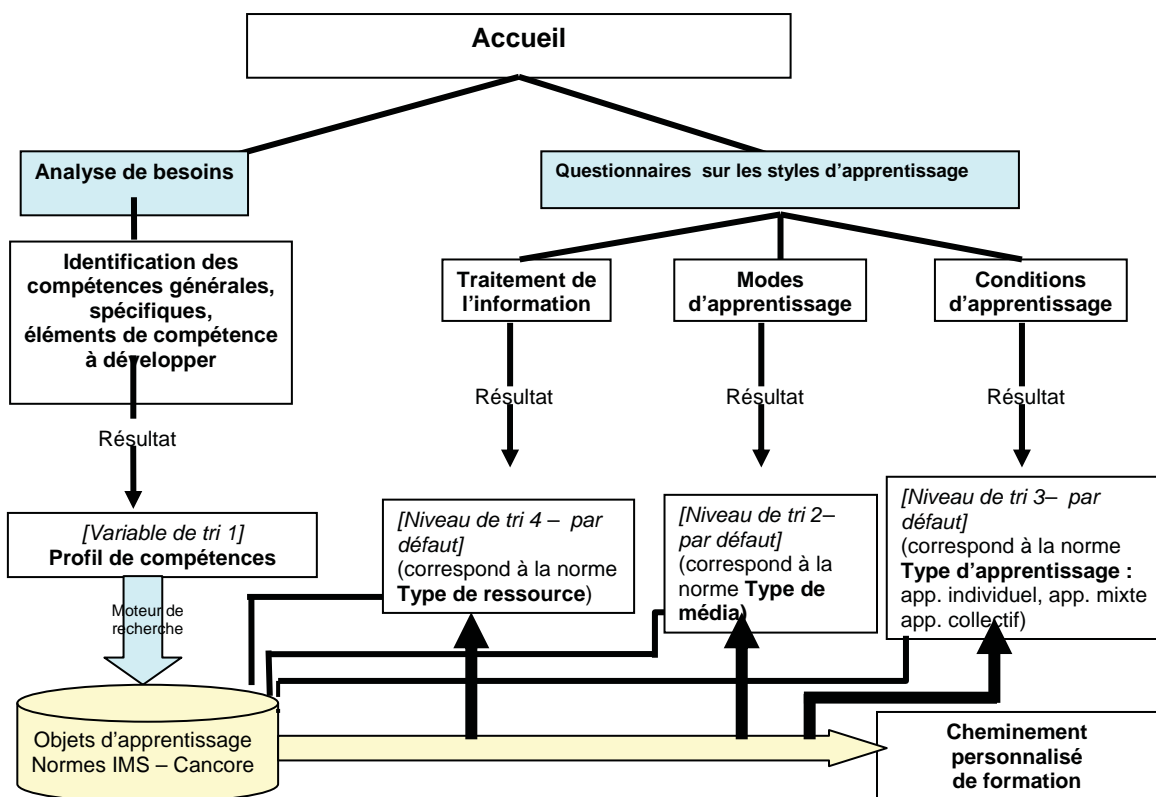 Accueil
Analyse de besoins
Questionnaires sur les styles d'apprentissage
Identification des
compétences générales,
spécifiques,
éléments de compétence
à développer
Traitement de
l'information
Modes
d'apprentissage
Conditions
d'apprentissage
Résultat
Résultat
Résultat
Résultat
[Variable de tri 1]
Profil de compétences
[Niveau de tri 4 – par
défaut]
(correspond à la norme
Type de ressource)
[Niveau de tri 2–
par défaut]
(correspond à la
norme Type de
média)
[Niveau de tri 3– par
défaut]
(correspond à la norme
Type d'apprentissage :
app. individuel, app. mixte
app. collectif)
Moteur de
recherche
Objets d'apprentissage
Normes IMS – Cancore
Cheminement
personnalisé
de formation